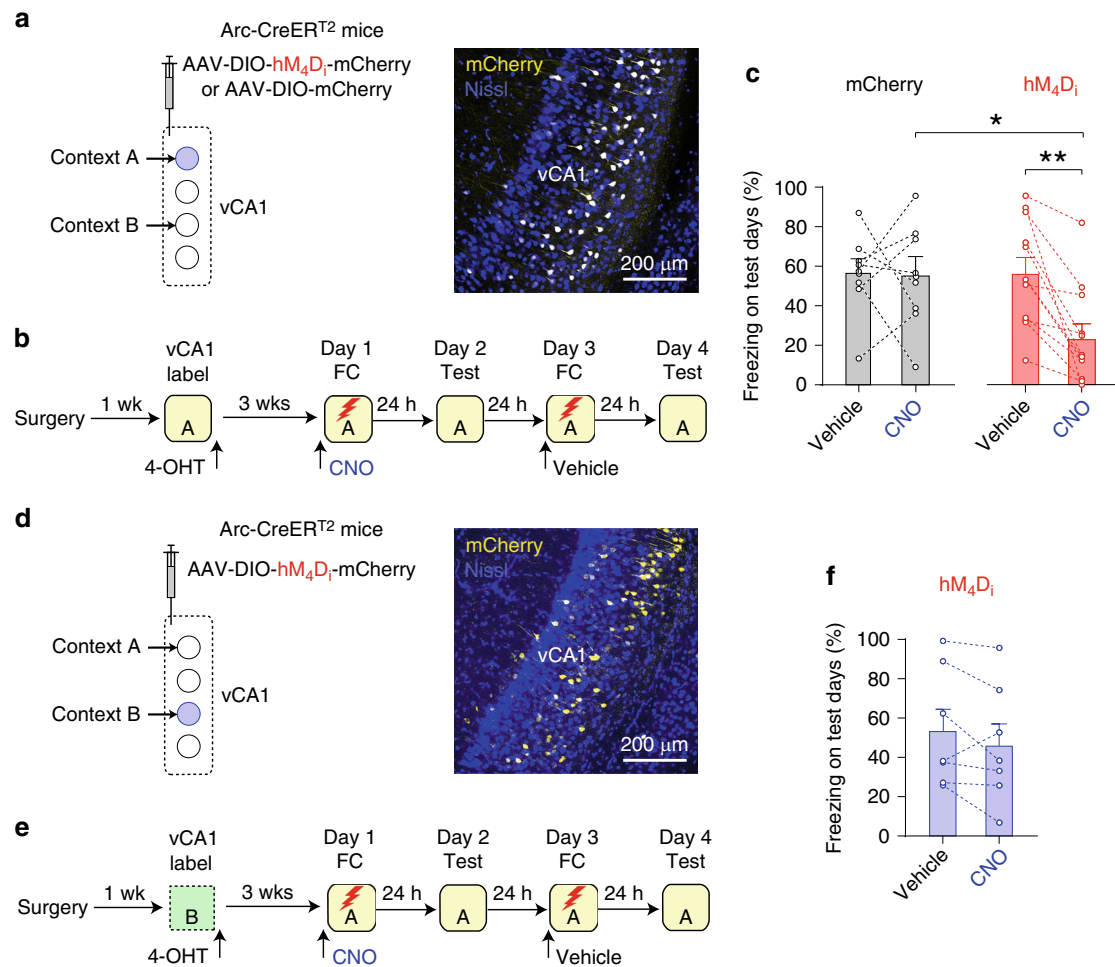 a
Arc-CreERT2 mice
AAV-DIO-hM4Di-mCherry
or AAV-DIO-mCherry
Context A
Context B
vCA1
mCherry
Nissl
vCA1
200 μm
b
Surgery
1 wk
vCA1
label
A
4-OHT
3 wks
Day 1
FC
A
CNO
24 h
Day 2
Test
A
24 h
Day 3
FC
A
Vehicle
24 h
Day 4
Test
A
c
mCherry
hM4Di
*
**
Freezing on test days (%)
100
80
60
40
20
0
Vehicle
CNO
Vehicle
CNO
d
Arc-CreERT2 mice
AAV-DIO-hM4Di-mCherry
Context A
Context B
vCA1
mCherry
Nissl
vCA1
200 μm
e
Surgery
1 wk
vCA1
label
B
4-OHT
3 wks
Day 1
FC
A
CNO
24 h
Day 2
Test
A
24 h
Day 3
FC
A
Vehicle
24 h
Day 4
Test
A
f
hM4Di
Freezing on test days (%)
100
80
60
40
20
0
Vehicle
CNO